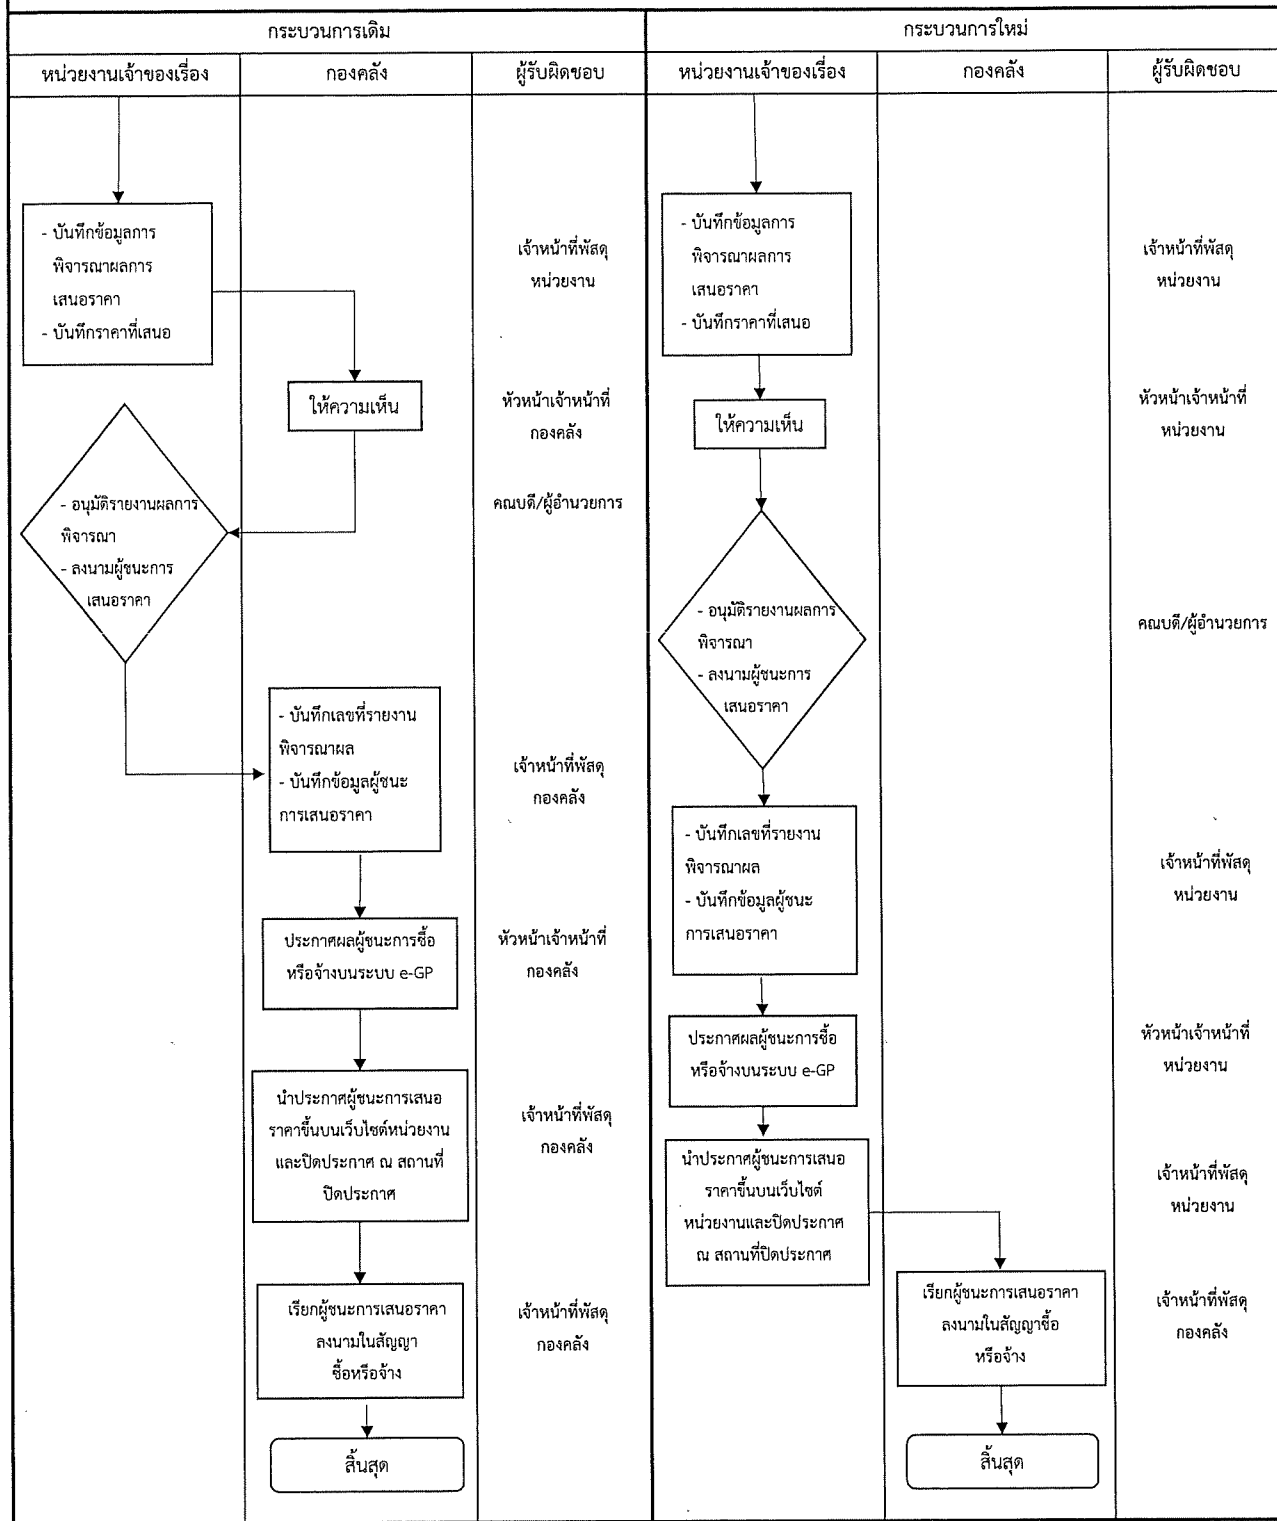 กระบวนการเดิม
กระบวนการใหม่
หน่วยงานเจ้าของเรื่อง
กองคลัง
ผู้รับผิดชอบ
หน่วยงานเจ้าของเรื่อง
กองคลัง
ผู้รับผิดชอบ
- บันทึกข้อมูลการ
พิจารณาผลการ
เสนอราคา
- บันทึกราคาที่เสนอ
เจ้าหน้าที่พัสดุ
หน่วยงาน
ให้ความเห็น
หัวหน้าเจ้าหน้าที่
กองคลัง
- อนุมัติรายงานผลการ
พิจารณา
- ลงนามผู้ชนะการ
เสนอราคา
คณบดี/ผู้อำนวยการ
- บันทึกเลขที่รายงาน
พิจารณาผล
- บันทึกข้อมูลผู้ชนะ
การเสนอราคา
เจ้าหน้าที่พัสดุ
กองคลัง
ประกาศผลผู้ชนะการซื้อ
หรือจ้างบนระบบ e-GP
หัวหน้าเจ้าหน้าที่
กองคลัง
นำประกาศผู้ชนะการเสนอ
ราคาขึ้นบนเว็บไซต์หน่วยงาน
และปิดประกาศ ณ สถานที่
ปิดประกาศ
เจ้าหน้าที่พัสดุ
กองคลัง
เรียกผู้ชนะการเสนอราคา
ลงนามในสัญญา
ซื้อหรือจ้าง
เจ้าหน้าที่พัสดุ
กองคลัง
สิ้นสุด
- บันทึกข้อมูลการ
พิจารณาผลการ
เสนอราคา
- บันทึกราคาที่เสนอ
เจ้าหน้าที่พัสดุ
หน่วยงาน
ให้ความเห็น
หัวหน้าเจ้าหน้าที่
หน่วยงาน
- อนุมัติรายงานผลการ
พิจารณา
- ลงนามผู้ชนะการ
เสนอราคา
คณบดี/ผู้อำนวยการ
- บันทึกเลขที่รายงาน
พิจารณาผล
- บันทึกข้อมูลผู้ชนะ
การเสนอราคา
เจ้าหน้าที่พัสดุ
หน่วยงาน
ประกาศผลผู้ชนะการซื้อ
หรือจ้างบนระบบ e-GP
หัวหน้าเจ้าหน้าที่
หน่วยงาน
นำประกาศผู้ชนะการเสนอ
ราคาขึ้นบนเว็บไซต์
หน่วยงานและปิดประกาศ
ณ สถานที่ปิดประกาศ
เจ้าหน้าที่พัสดุ
หน่วยงาน
เรียกผู้ชนะการเสนอราคา
ลงนามในสัญญาซื้อ
หรือจ้าง
เจ้าหน้าที่พัสดุ
กองคลัง
สิ้นสุด